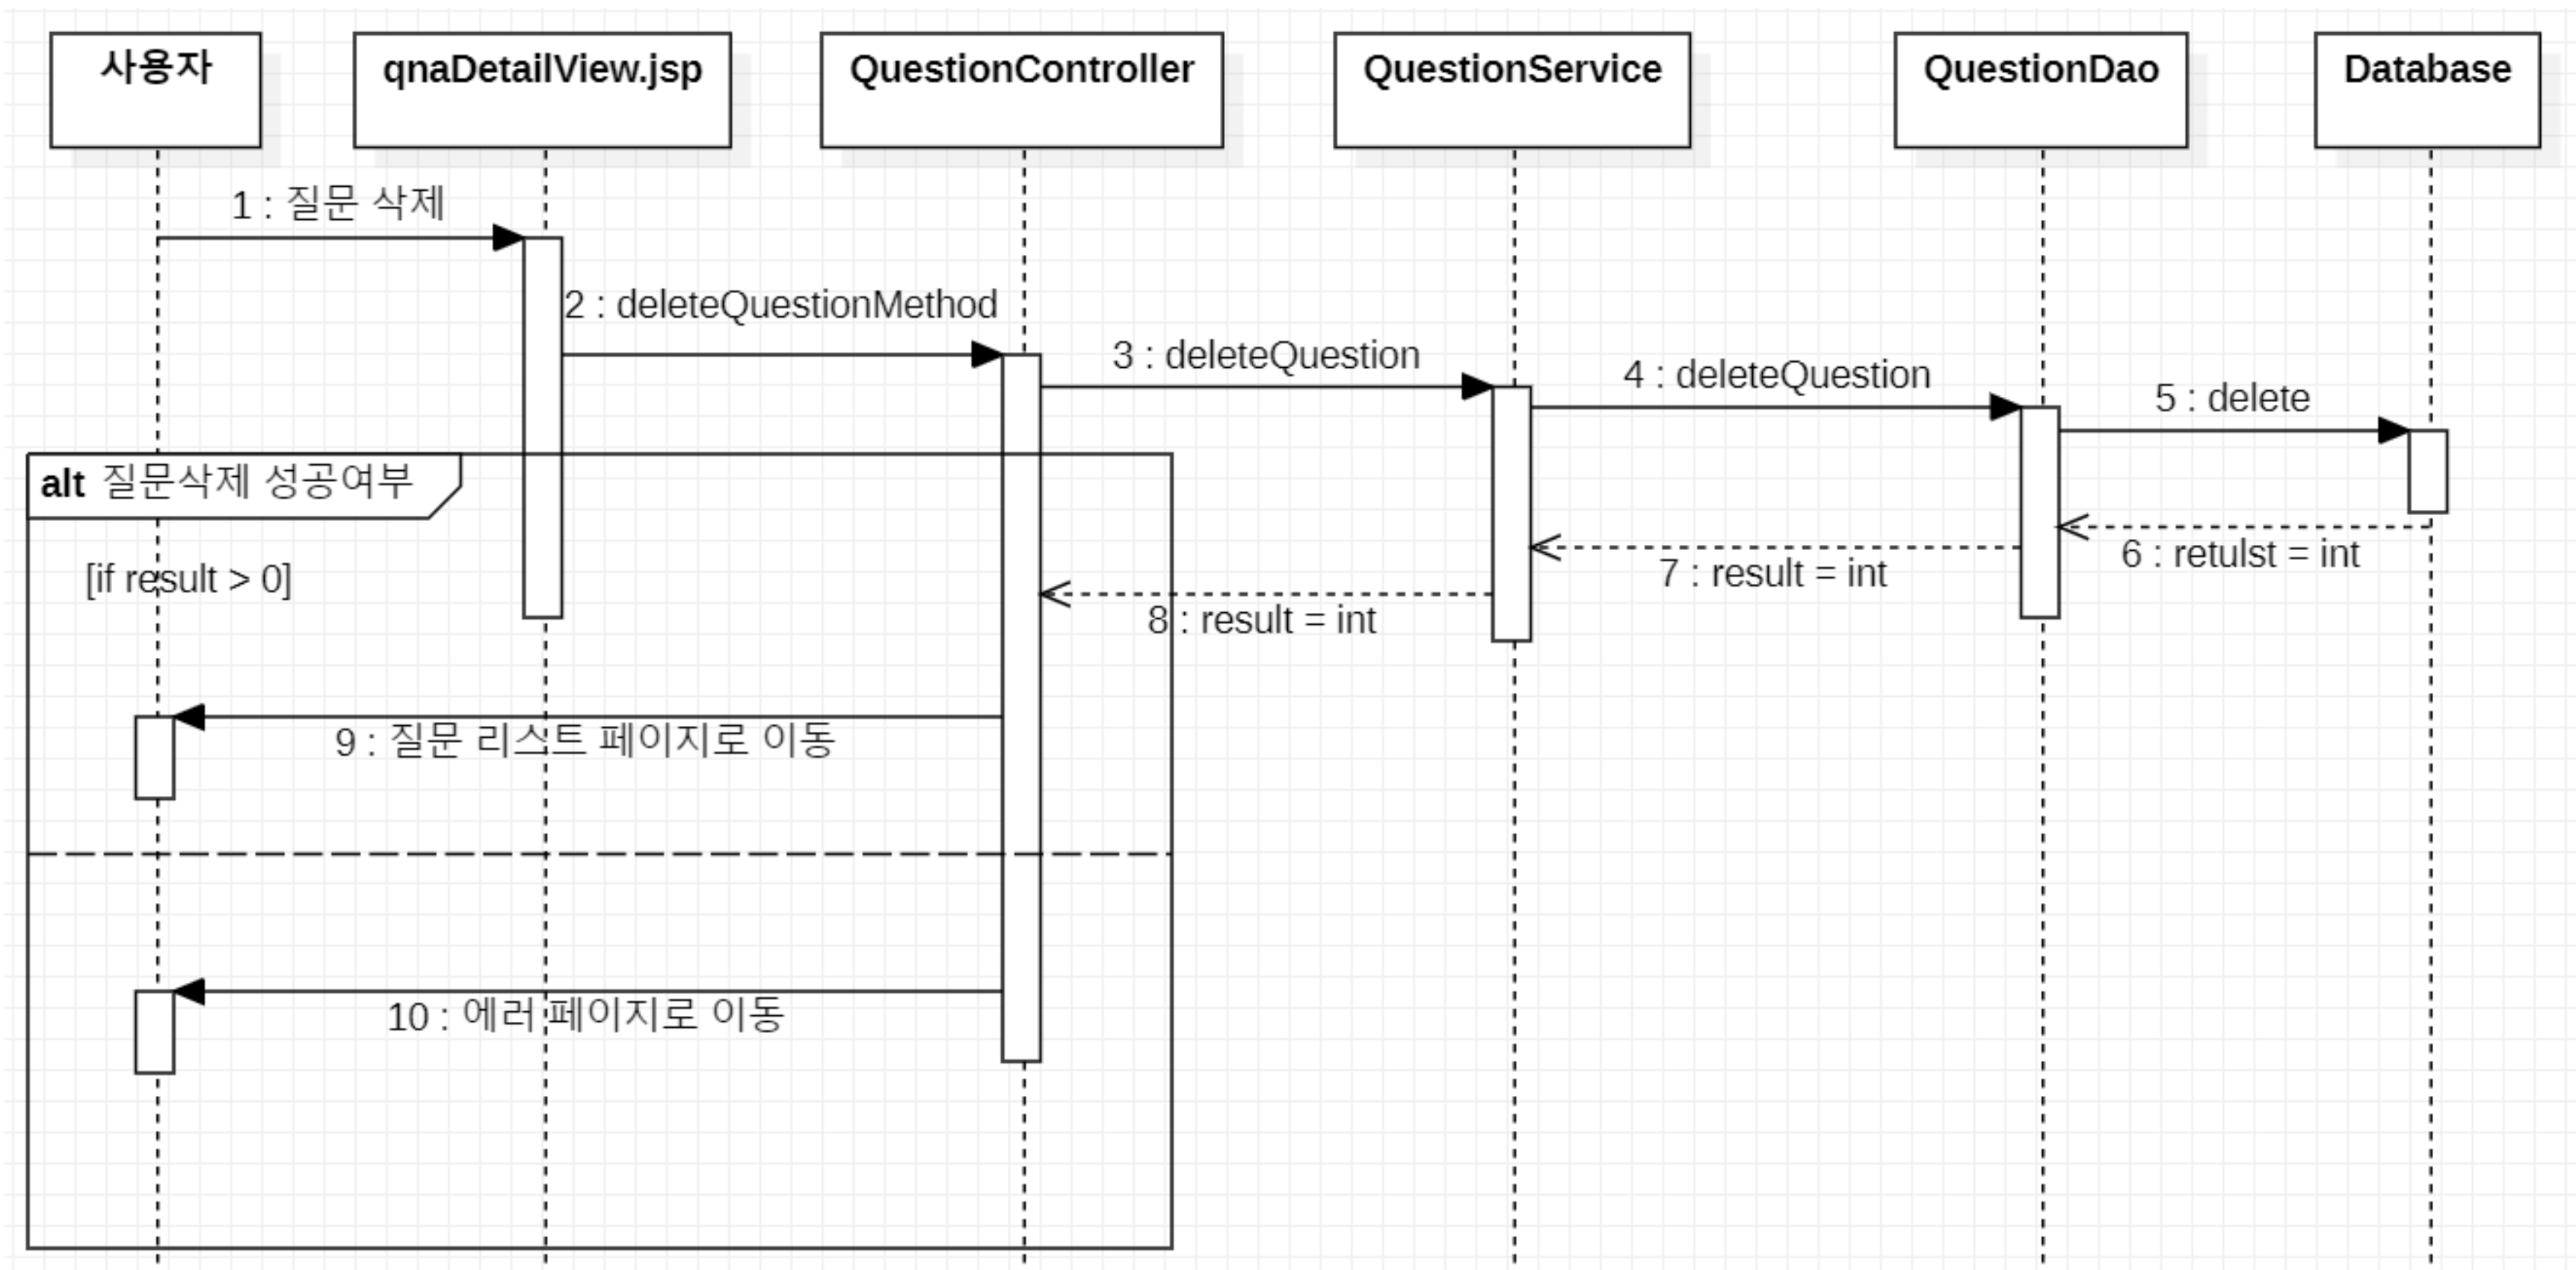 사용자
qnaDetailView.jsp
QuestionController
QuestionService
QuestionDao
Database
1 : 질문 삭제
2 : deleteQuestionMethod
3 : deleteQuestion
4 : deleteQuestion
5 : delete
alt 질문삭제 성공여부
6 : retulst = int
7 : result = int
[if result > 0]
8 : result = int
9 : 질문 리스트 페이지로 이동
10 : 에러 페이지로 이동